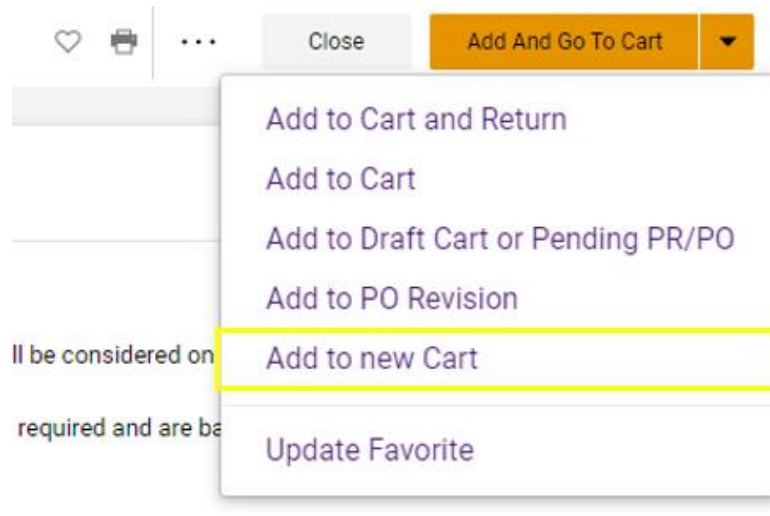 Close
Add And Go To Cart
Add to Cart and Return
Add to Cart
Add to Draft Cart or Pending PR/PO
Add to PO Revision
ll be considered on
Add to new Cart
required and are ba
Update Favorite